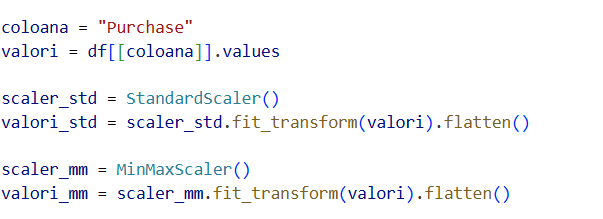 coloana = "Purchase"
valori = df[[coloana]].values
scaler_std = StandardScaler()
valori_std = scaler_std.fit_transform(valori).flatten()
scaler_mm = MinMaxScaler()
valori_mm = scaler_mm.fit_transform(valori).flatten()